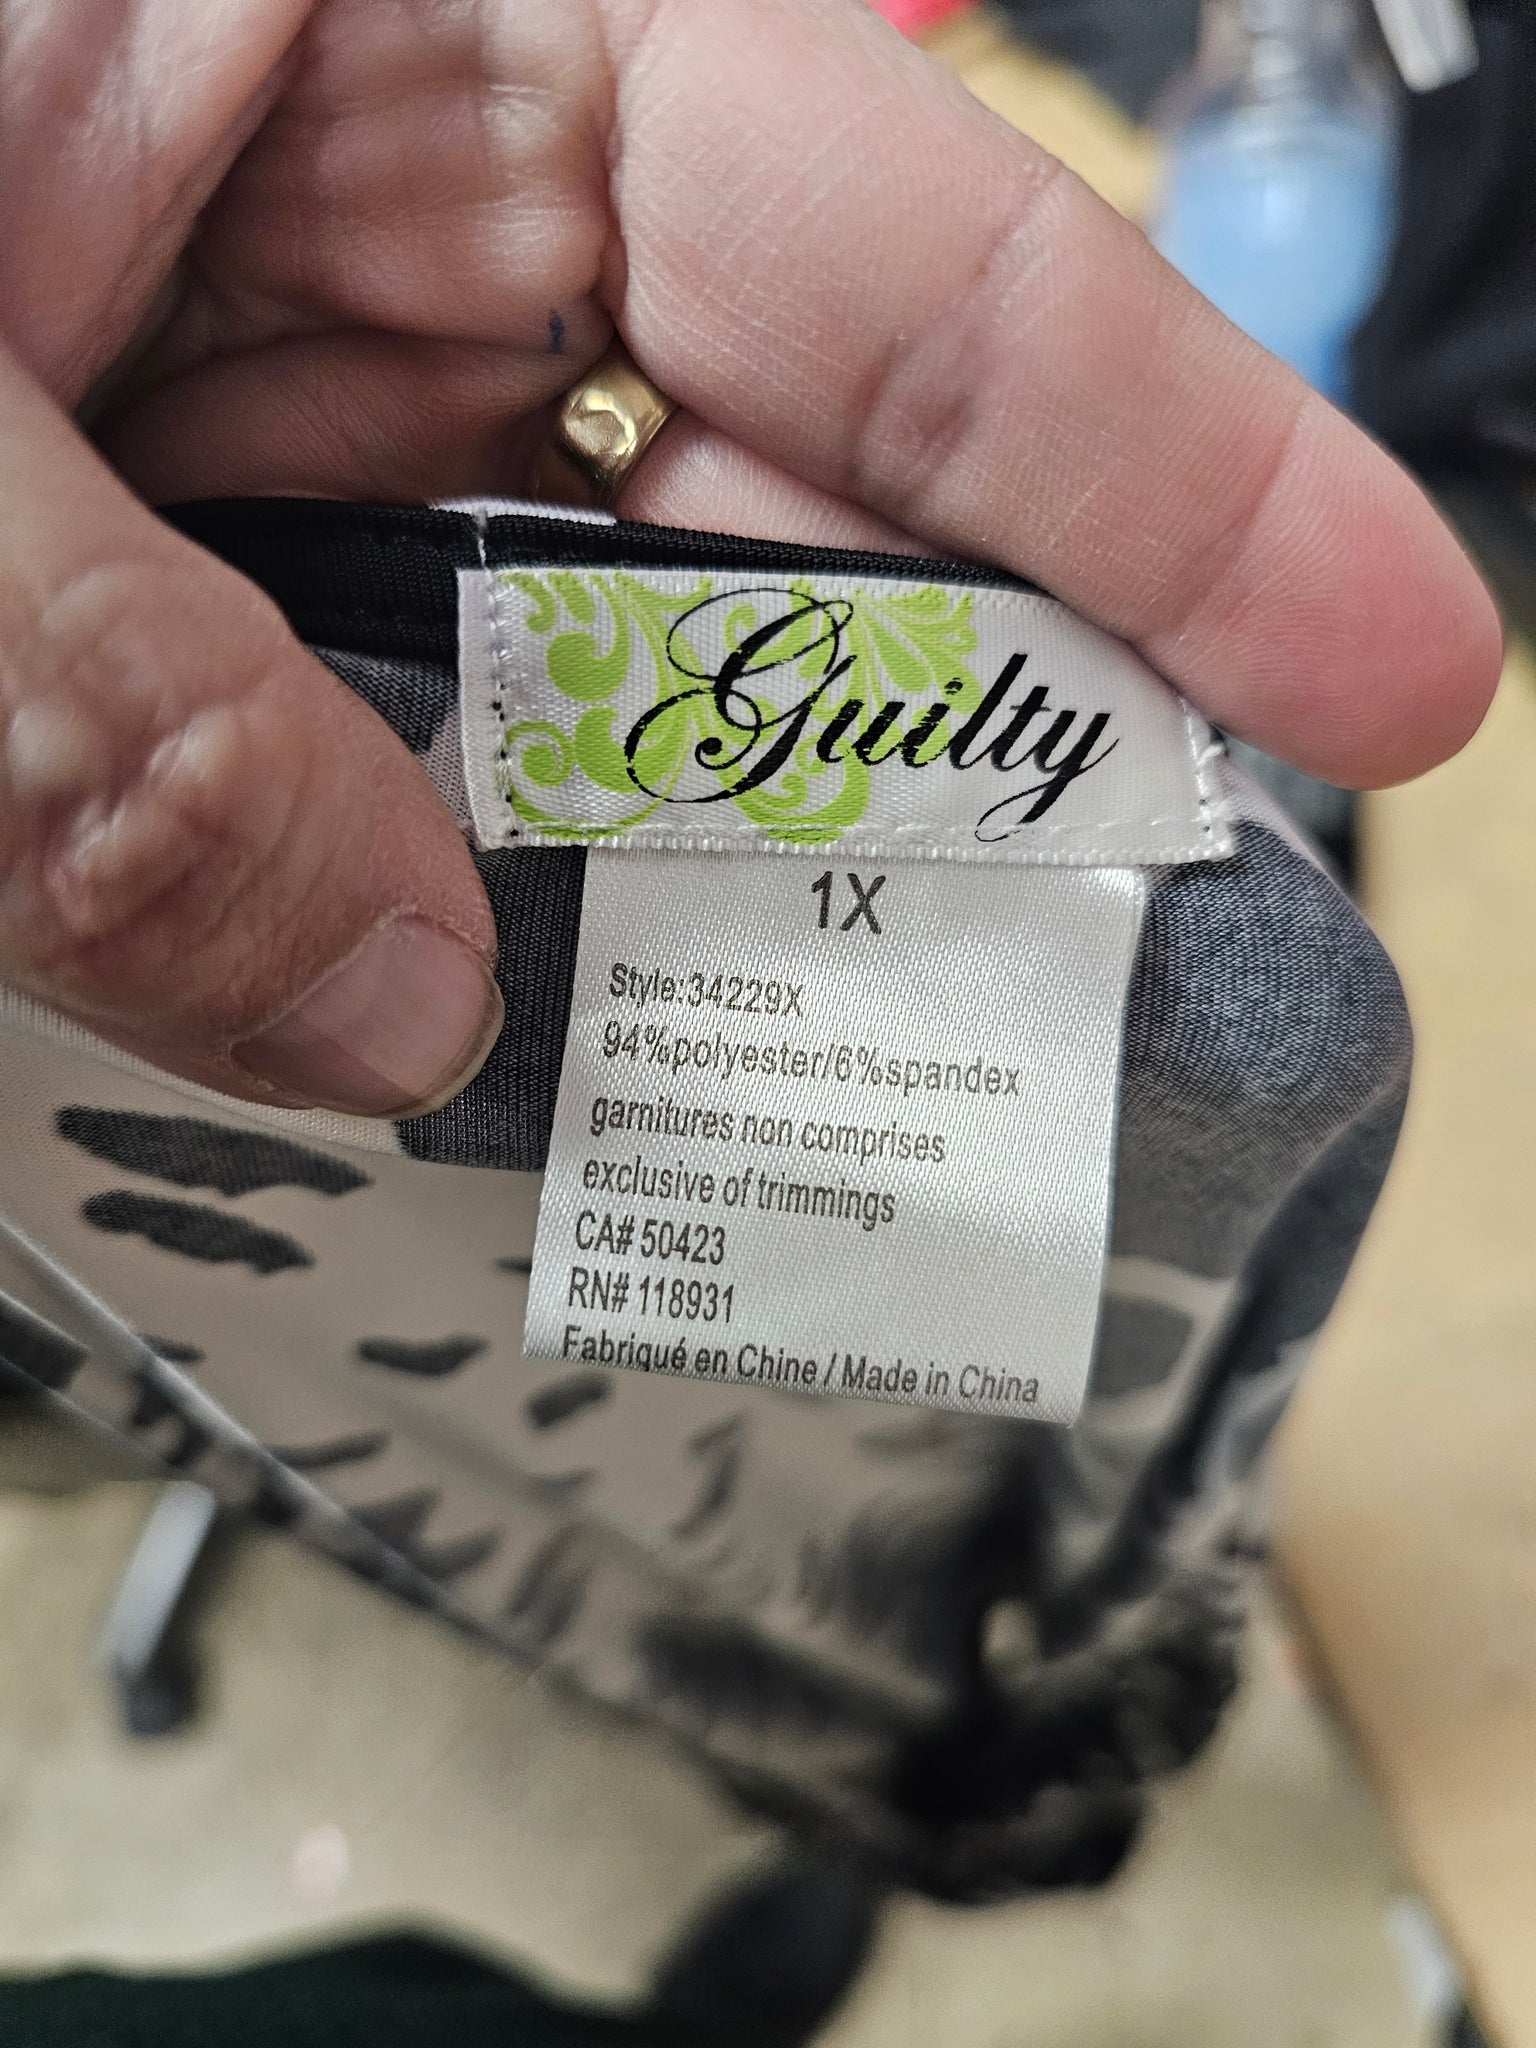 Guilty
1X
Style:34229X
94%polyester/6%spandex
garnitures non comprises
exclusive of trimmings
CA# 50423
RN# 118931
Fabriqué en Chine / Made in China